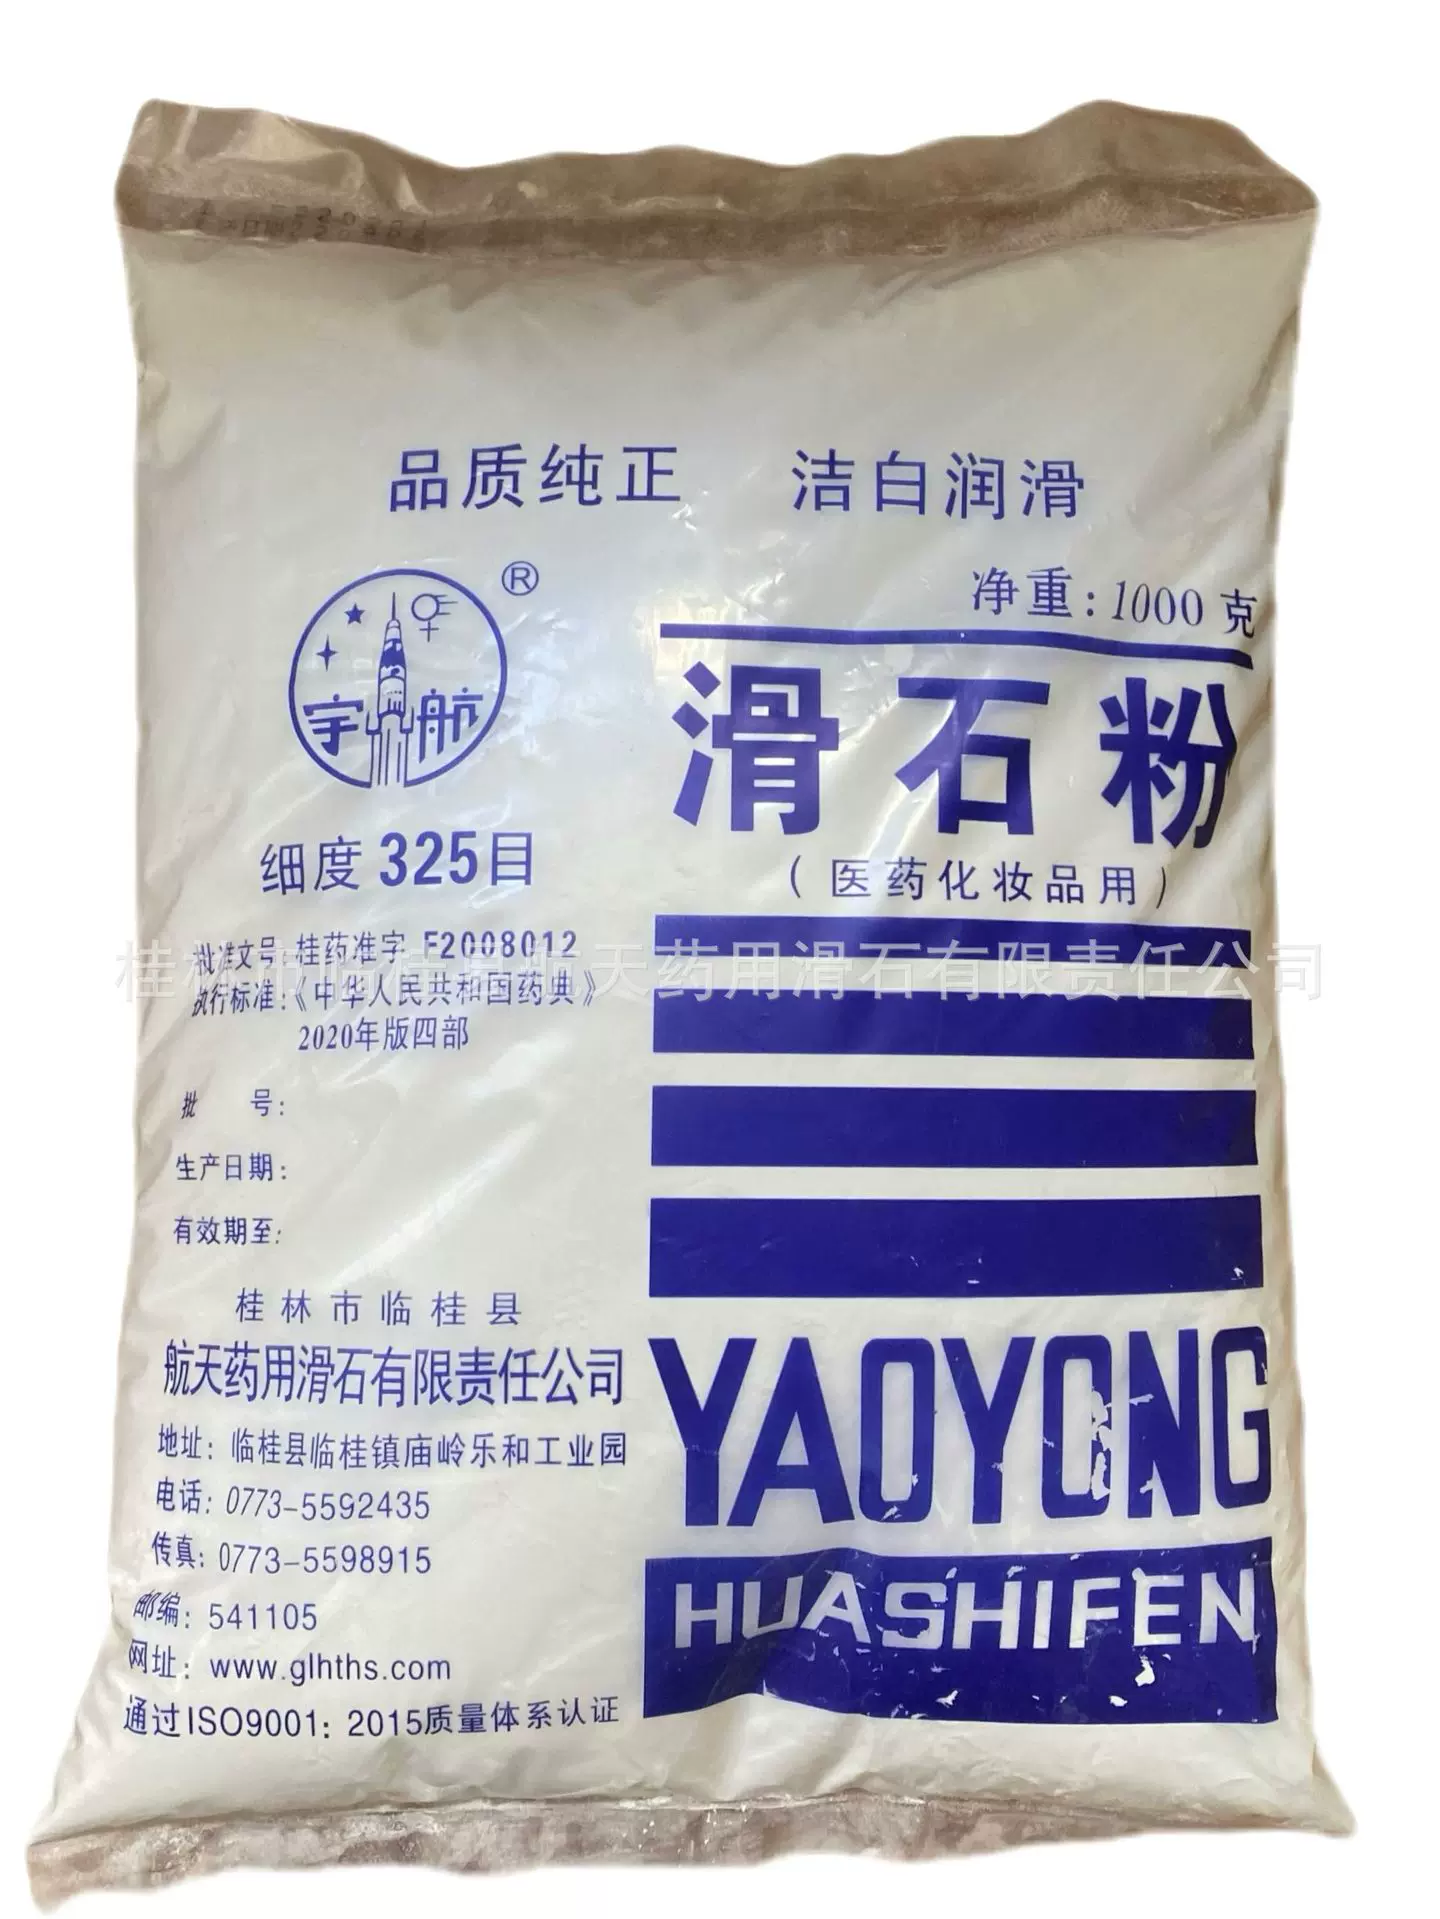 品质纯正 洁白润滑
净重：1000克
宇航®
滑石粉
（医药化妆品用）
细度 325目
批准文号：桂药准字 F2008012
执行标准：《中华人民共和国药典》
2020年版四部
桂林市临桂县航天药用滑石有限责任公司
批 号：
生产日期：
有效期至：
桂林市临桂县
航天药用滑石有限责任公司
地址：临桂县临桂镇庙岭乐和工业园
电话：0773-5592435
传真：0773-5598915
邮编：541105
网址：www.glhths.com
通过ISO9001：2015质量体系认证
YAOYONG
HUASHIFEN